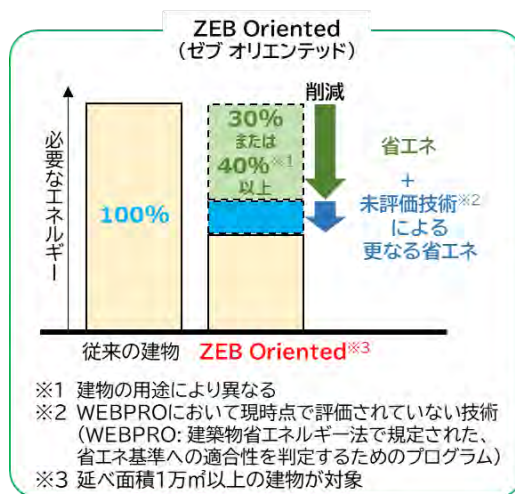 ZEB Oriented
(ゼブ オリエンテッド)
削減
必要なエネルギー
100%
30%
または
40%※1
以上
省エネ
+
未評価技術※2
による
更なる省エネ
従来の建物 ZEB Oriented※3
※1 建物の用途により異なる
※2 WEBPROにおいて現時点で評価されていない技術
(WEBPRO: 建築物省エネルギー法で規定された、
省エネ基準への適合性を判定するためのプログラム)
※3 延べ面積1万㎡以上の建物が対象